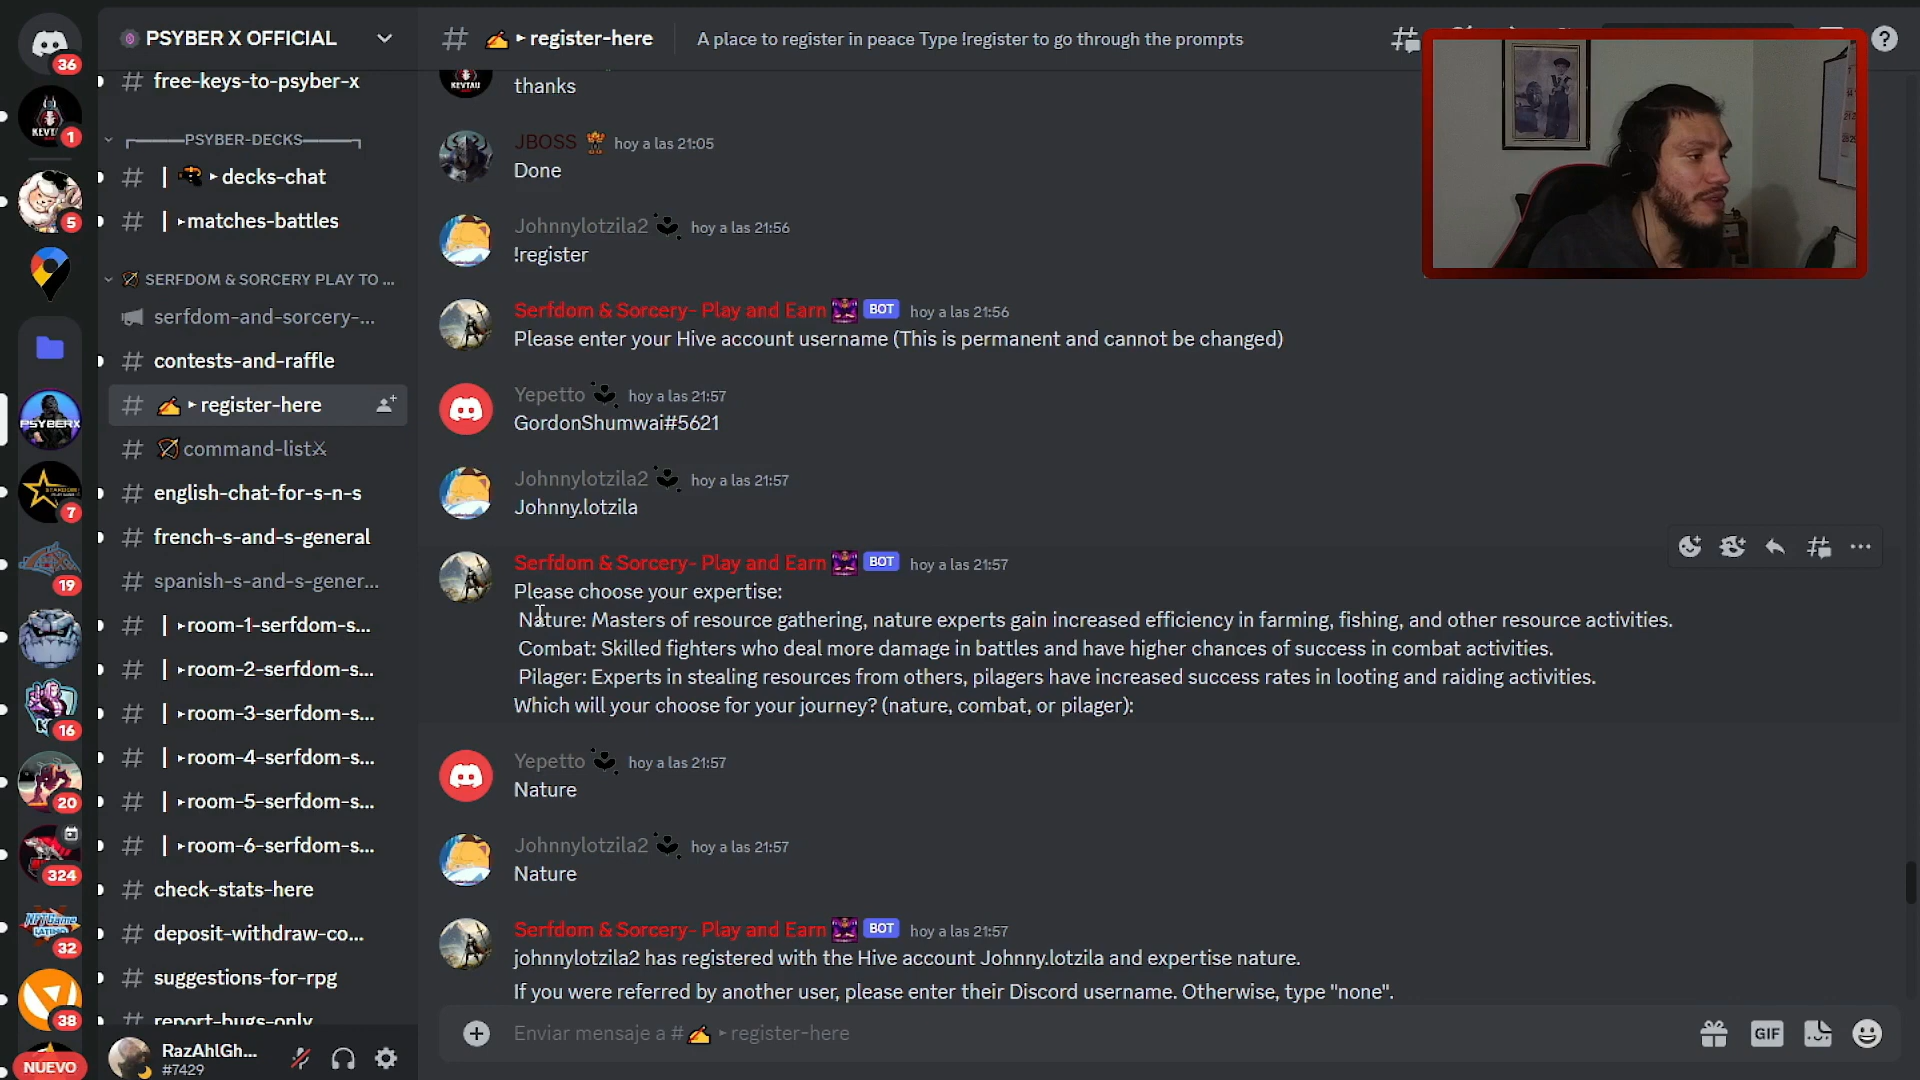 PSYBER X OFFICIAL
free-keys-to-psyber-x
PSYBER-DECKS
decks-chat
matches-battles
SERFDOM & SORCERY PLAY TO ...
serfdom-and-sorcery-...
contests-and-raffle
register-here
command-list
english-chat-for-s-n-s
french-s-and-s-general
spanish-s-and-s-gener...
room-1-serfdom-s...
room-2-serfdom-s...
room-3-serfdom-s...
room-4-serfdom-s...
room-5-serfdom-s...
room-6-serfdom-s...
check-stats-here
deposit-withdraw-co...
suggestions-for-rpg
report-bugs-only
RazAhlGh...
#7429
36
1
5
PSYBERX
7
19
16
20
324
32
38
NUEVO
register-here
A place to register in peace Type !register to go through the prompts
thanks
JBOSS hoy a las 21:05
Done
Johnnylotzila2 hoy a las 21:56
!register
Serfdom & Sorcery- Play and Earn BOT hoy a las 21:56
Please enter your Hive account username (This is permanent and cannot be changed)
Yepetto hoy a las 21:57
GordonShumwai#5621
Johnnylotzila2 hoy a las 21:57
Johnny.lotzila
Serfdom & Sorcery- Play and Earn BOT hoy a las 21:57
Please choose your expertise:
Nature: Masters of resource gathering, nature experts gain increased efficiency in farming, fishing, and other resource activities.
Combat: Skilled fighters who deal more damage in battles and have higher chances of success in combat activities.
Pilager: Experts in stealing resources from others, pilagers have increased success rates in looting and raiding activities.
Which will your choose for your journey? (nature, combat, or pilager):
Yepetto hoy a las 21:57
Nature
Johnnylotzila2 hoy a las 21:57
Nature
Serfdom & Sorcery- Play and Earn BOT hoy a las 21:57
johnnylotzila2 has registered with the Hive account Johnny.lotzila and expertise nature.
If you were referred by another user, please enter their Discord username. Otherwise, type "none".
Enviar mensaje a # register-here
GIF